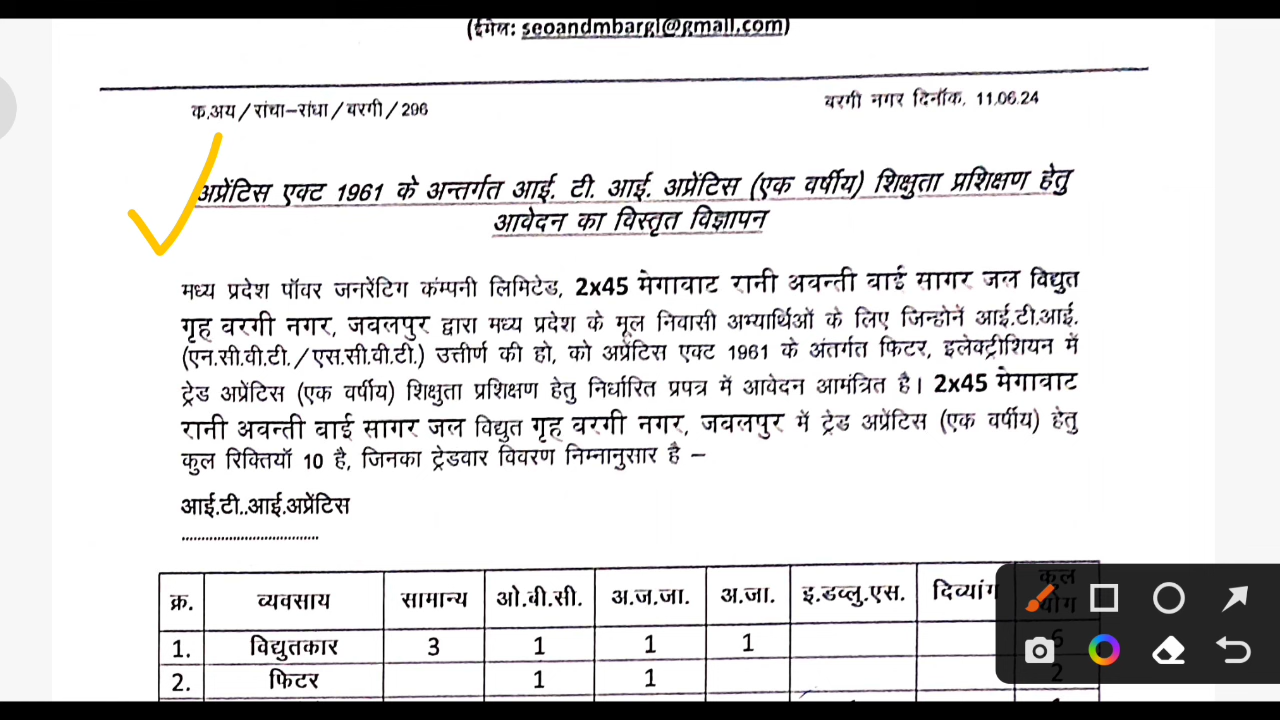 (ईमेल: seoandmbargi@gmail.com)
क.अय/रांचा–रांधा/बरगी/296
बरगी नगर दिनॉक, 11.06.24
अप्रेंटिस एक्ट 1961 के अन्तर्गत आई. टी. आई. अप्रेंटिस (एक वर्षीय) शिक्षुता प्रशिक्षण हेतु
आवेदन का विस्तृत विज्ञापन
मध्य प्रदेश पॉवर जनरेंटिग कंम्पनी लिमिटेड, 2x45 मेगावाट रानी अवन्ती बाई सागर जल विद्युत
गृह बरगी नगर, जबलपुर द्वारा मध्य प्रदेश के मूल निवासी अभ्यार्थिओं के लिए जिन्होनें आई.टी.आई.
(एन.सी.वी.टी./एस.सी.वी.टी.) उत्तीर्ण की हो, को अप्रेंटिस एक्ट 1961 के अंतर्गत फिटर, इलेक्ट्रीशियन में
ट्रेड अप्रेंटिस (एक वर्षीय) शिक्षुता प्रशिक्षण हेतु निर्धारित प्रपत्र में आवेदन आमंत्रित है। 2x45 मेगावाट
रानी अवन्ती बाई सागर जल विद्युत गृह बरगी नगर, जबलपुर में ट्रेड अप्रेंटिस (एक वर्षीय) हेतु
कुल रिक्तियॉ 10 है, जिनका ट्रेडवार विवरण निम्नानुसार है –
आई.टी..आई.अप्रेंटिस
क्र. व्यवसाय सामान्य ओ.बी.सी. अ.ज.जा. अ.जा. इ.डब्लु.एस. दिव्यांग कुल योग
1. विद्युतकार 3 1 1 1 6
2. फिटर 1 1 2